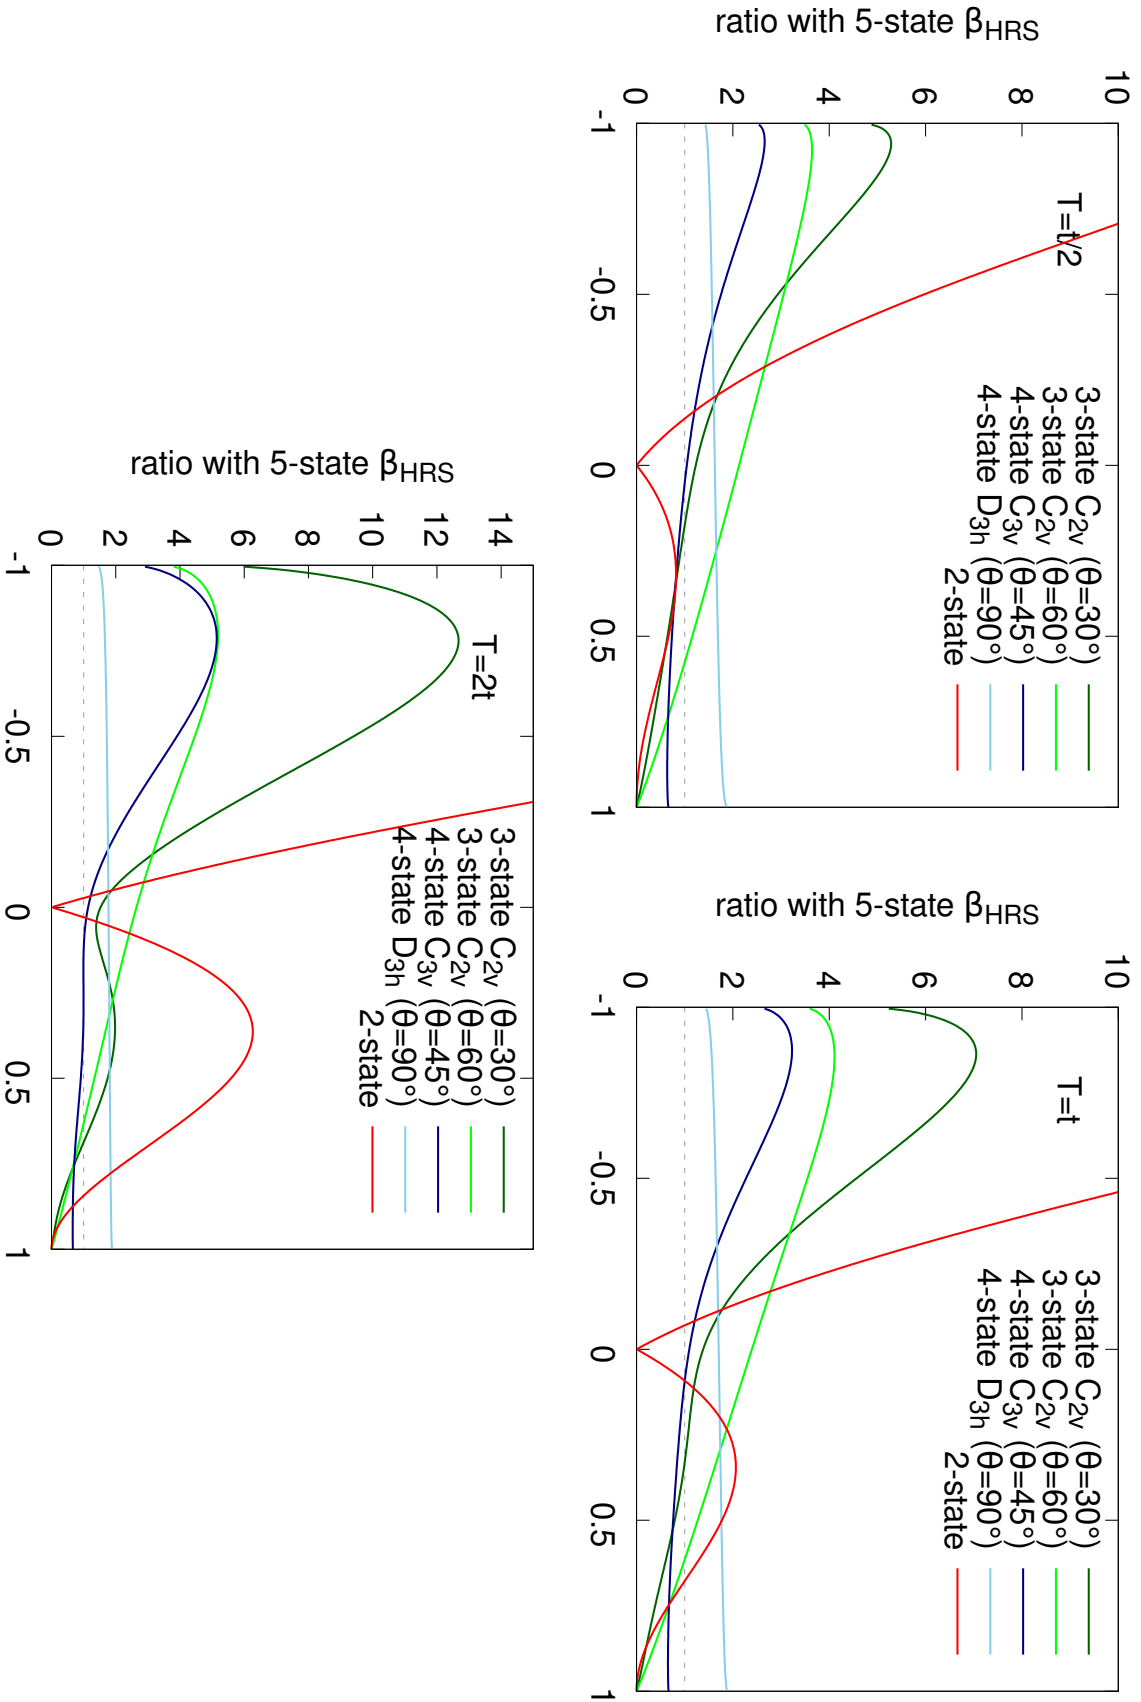 ratio with 5-state βHRS
10
8
6
4
2
0
-1
-0.5
0
0.5
1
T=t/2
3-state C2v (θ=30°)
3-state C2v (θ=60°)
4-state C3v (θ=45°)
4-state D3h (θ=90°)
2-state
ratio with 5-state βHRS
10
8
6
4
2
0
-1
-0.5
0
0.5
1
T=t
3-state C2v (θ=30°)
3-state C2v (θ=60°)
4-state C3v (θ=45°)
4-state D3h (θ=90°)
2-state
ratio with 5-state βHRS
14
12
10
8
6
4
2
0
-1
-0.5
0
0.5
1
T=2t
3-state C2v (θ=30°)
3-state C2v (θ=60°)
4-state C3v (θ=45°)
4-state D3h (θ=90°)
2-state